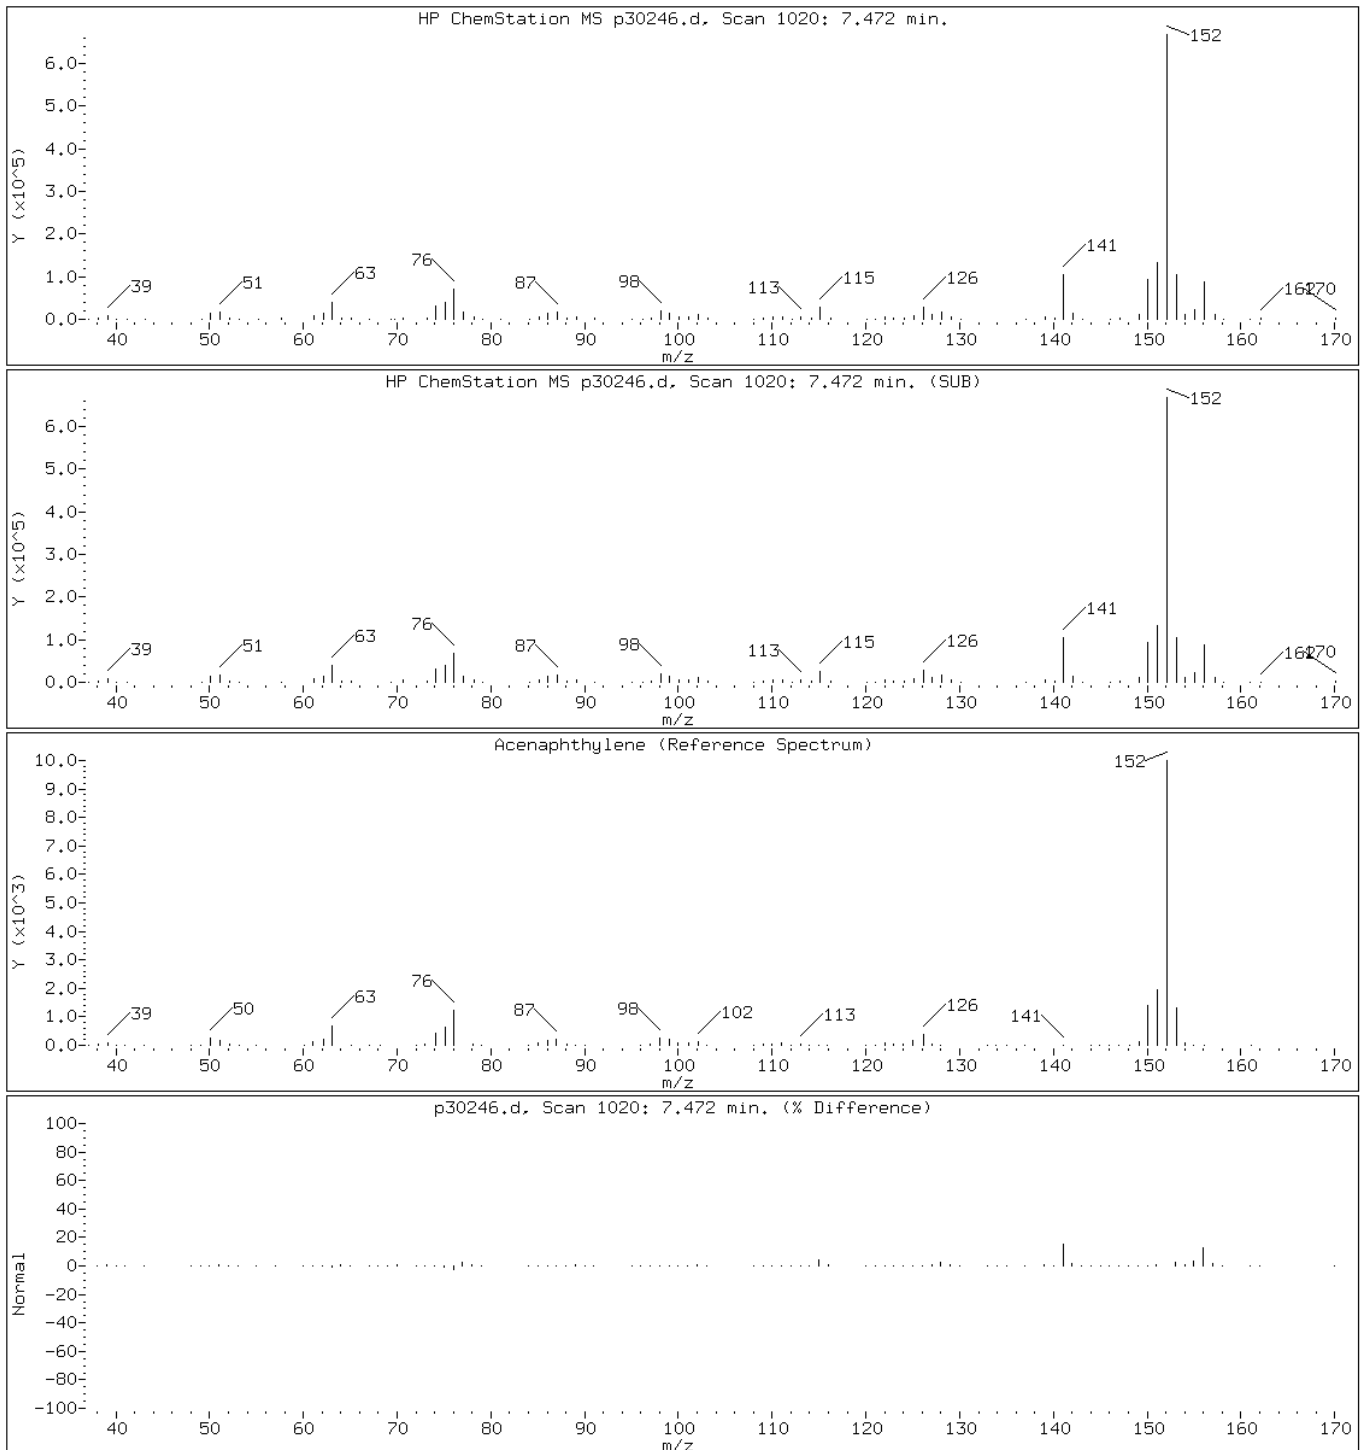 HP ChemStation MS p30246.d, Scan 1020: 7.472 min.
Y (x10^5)
6.0-
5.0-
4.0-
3.0-
2.0-
1.0-
0.0-
39 51 63 76 87 98 113 115 126 141 152 162 170
40 50 60 70 80 90 100 110 120 130 140 150 160 170
m/z
HP ChemStation MS p30246.d, Scan 1020: 7.472 min. (SUB)
Y (x10^5)
6.0-
5.0-
4.0-
3.0-
2.0-
1.0-
0.0-
39 51 63 76 87 98 113 115 126 141 152 162 170
40 50 60 70 80 90 100 110 120 130 140 150 160 170
m/z
Acenaphthylene (Reference Spectrum)
Y (x10^3)
10.0-
9.0-
8.0-
7.0-
6.0-
5.0-
4.0-
3.0-
2.0-
1.0-
0.0-
39 50 63 76 87 98 102 113 126 141 152
40 50 60 70 80 90 100 110 120 130 140 150 160 170
m/z
p30246.d, Scan 1020: 7.472 min. (% Difference)
Normal
100-
80-
60-
40-
20-
0-
-20-
-40-
-60-
-80-
-100-
40 50 60 70 80 90 100 110 120 130 140 150 160 170
m/z